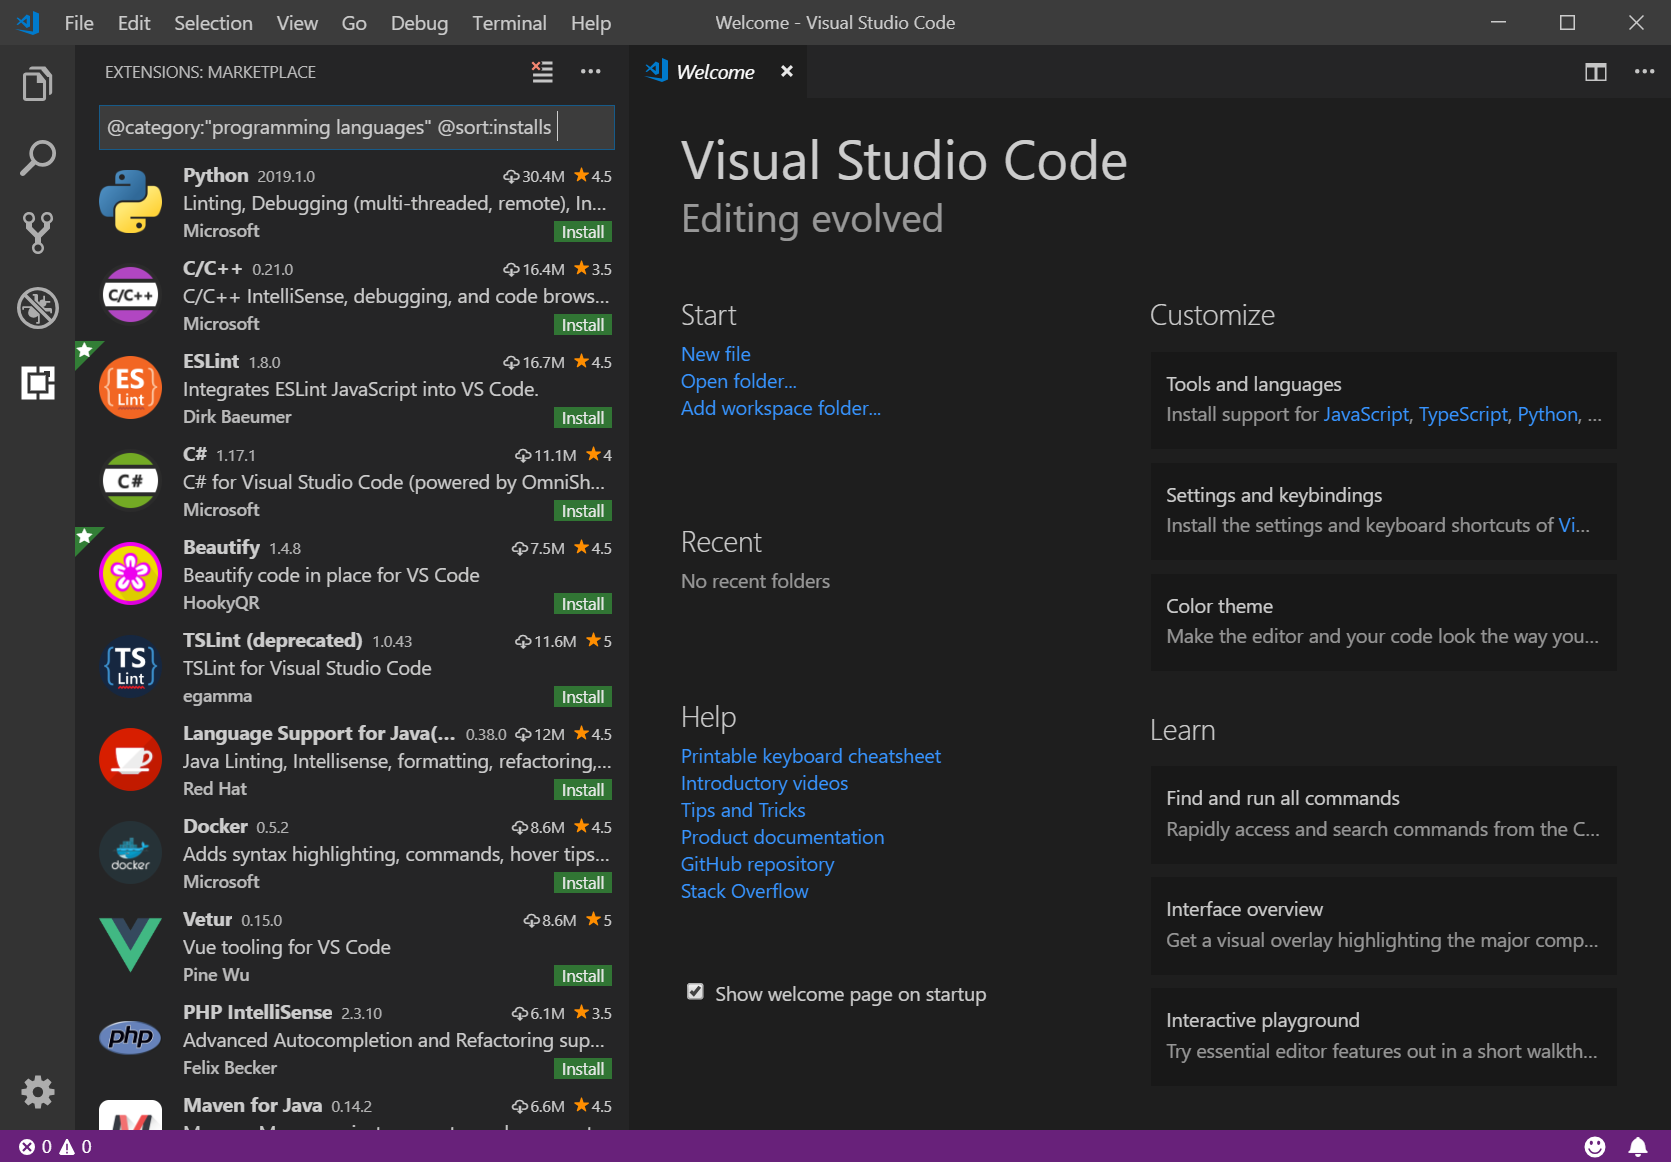 File Edit Selection View Go Debug Terminal Help
Welcome - Visual Studio Code
EXTENSIONS: MARKETPLACE
@category:"programming languages" @sort:installs
Python 2019.1.0 30.4M 4.5
Linting, Debugging (multi-threaded, remote), In...
Microsoft Install
C/C++
C/C++ 0.21.0 16.4M 3.5
C/C++ IntelliSense, debugging, and code brows...
Microsoft Install
ES
Lint
ESLint 1.8.0 16.7M 4.5
Integrates ESLint JavaScript into VS Code.
Dirk Baeumer Install
C#
C# 1.17.1 11.1M 4
C# for Visual Studio Code (powered by OmniSh...
Microsoft Install
Beautify 1.4.8 7.5M 4.5
Beautify code in place for VS Code
HookyQR Install
TS
Lint
TSLint (deprecated) 1.0.43 11.6M 5
TSLint for Visual Studio Code
egamma Install
Language Support for Java(... 0.38.0 12M 4.5
Java Linting, Intellisense, formatting, refactoring,...
Red Hat Install
docker
Docker 0.5.2 8.6M 4.5
Adds syntax highlighting, commands, hover tips...
Microsoft Install
Vetur 0.15.0 8.6M 5
Vue tooling for VS Code
Pine Wu Install
php
PHP IntelliSense 2.3.10 6.1M 3.5
Advanced Autocompletion and Refactoring sup...
Felix Becker Install
Maven for Java 0.14.2 6.6M 4.5
Welcome
Visual Studio Code
Editing evolved
Start
New file
Open folder...
Add workspace folder...
Recent
No recent folders
Help
Printable keyboard cheatsheet
Introductory videos
Tips and Tricks
Product documentation
GitHub repository
Stack Overflow
Show welcome page on startup
Customize
Tools and languages
Install support for JavaScript, TypeScript, Python, ...
Settings and keybindings
Install the settings and keyboard shortcuts of Vi...
Color theme
Make the editor and your code look the way you...
Learn
Find and run all commands
Rapidly access and search commands from the C...
Interface overview
Get a visual overlay highlighting the major comp...
Interactive playground
Try essential editor features out in a short walkth...
0 0